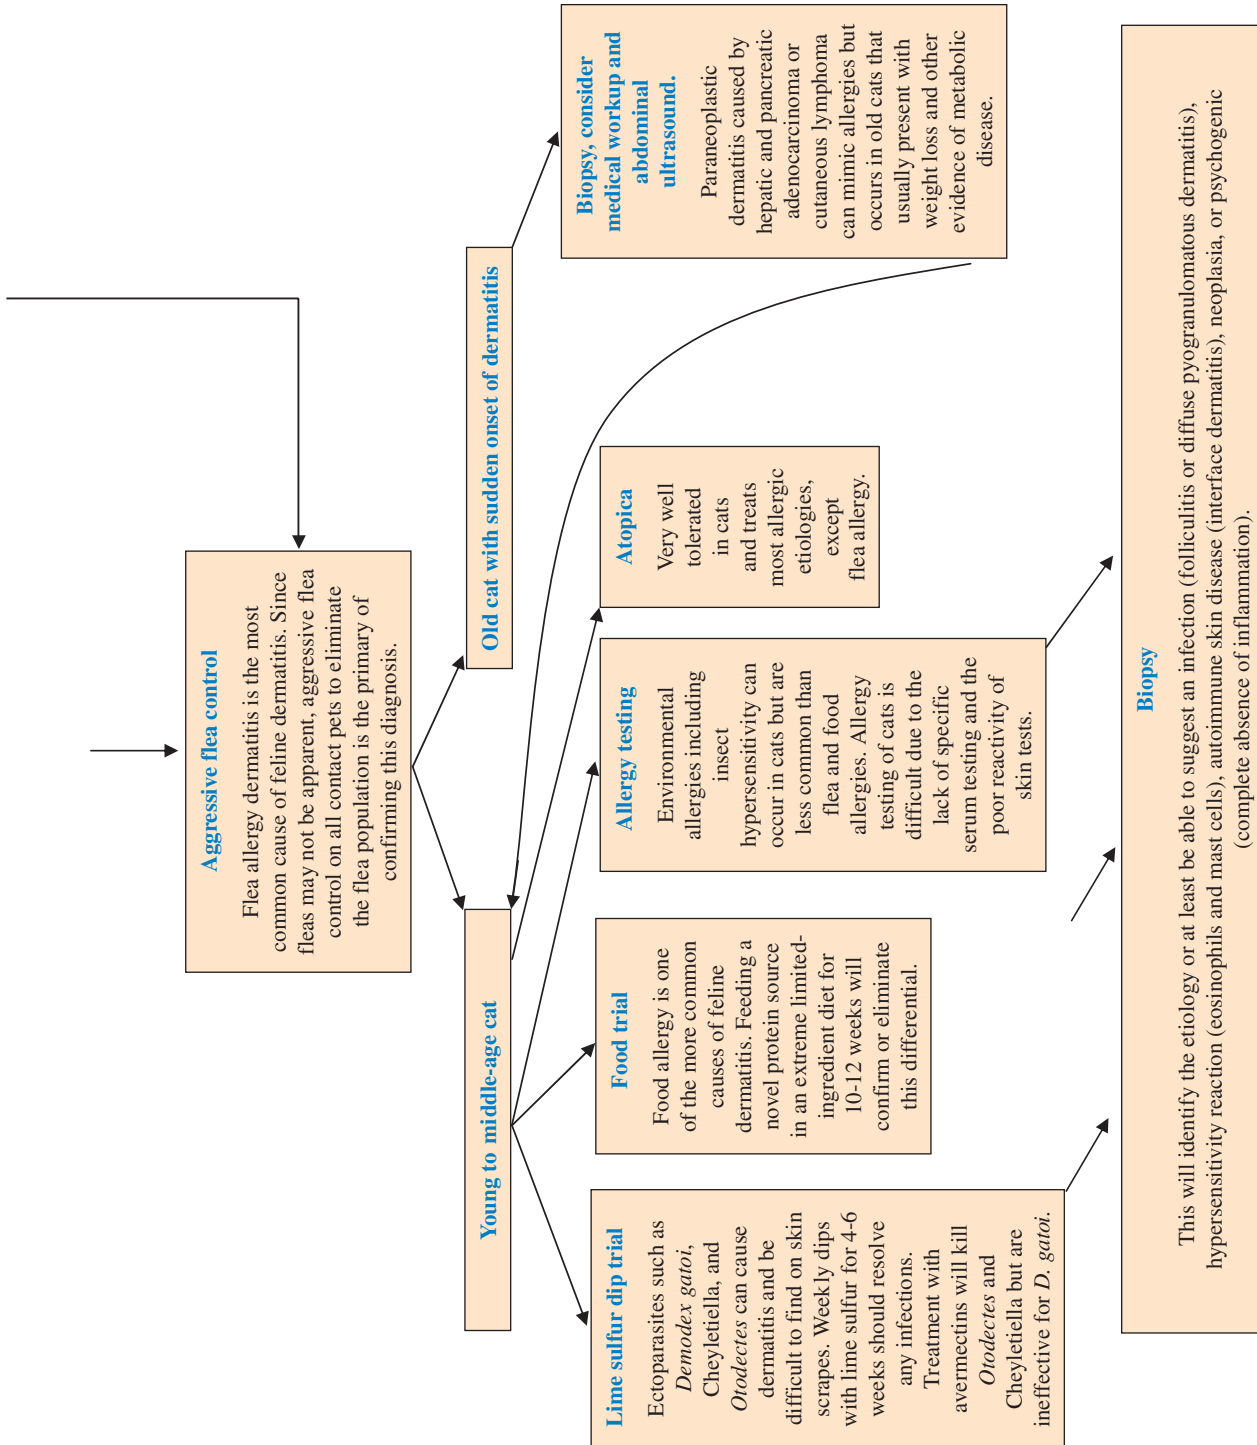 Aggressive flea control
Flea allergy dermatitis is the most
common cause of feline dermatitis. Since
fleas may not be apparent, aggressive flea
control on all contact pets to eliminate
the flea population is the primary of
confirming this diagnosis.
Young to middle-age cat
Old cat with sudden onset of dermatitis
Lime sulfur dip trial
Ectoparasites such as
Demodex gatoi,
Cheyletiella, and
Otodectes can cause
dermatitis and be
difficult to find on skin
scrapes. Weekly dips
with lime sulfur for 4-6
weeks should resolve
any infections.
Treatment with
avermectins will kill
Otodectes and
Cheyletiella but are
ineffective for D. gatoi.
Food trial
Food allergy is one
of the more common
causes of feline
dermatitis. Feeding a
novel protein source
in an extreme limited-
ingredient diet for
10-12 weeks will
confirm or eliminate
this differential.
Allergy testing
Environmental
allergies including
insect
hypersensitivity can
occur in cats but are
less common than
flea and food
allergies. Allergy
testing of cats is
difficult due to the
lack of specific
serum testing and the
poor reactivity of
skin tests.
Atopica
Very well
tolerated
in cats
and treats
most allergic
etiologies,
except
flea allergy.
Biopsy, consider
medical workup and
abdominal
ultrasound.
Paraneoplastic
dermatitis caused by
hepatic and pancreatic
adenocarcinoma or
cutaneous lymphoma
can mimic allergies but
occurs in old cats that
usually present with
weight loss and other
evidence of metabolic
disease.
Biopsy
This will identify the etiology or at least be able to suggest an infection (folliculitis or diffuse pyogranulomatous dermatitis),
hypersensitivity reaction (eosinophils and mast cells), autoimmune skin disease (interface dermatitis), neoplasia, or psychogenic
(complete absence of inflammation).